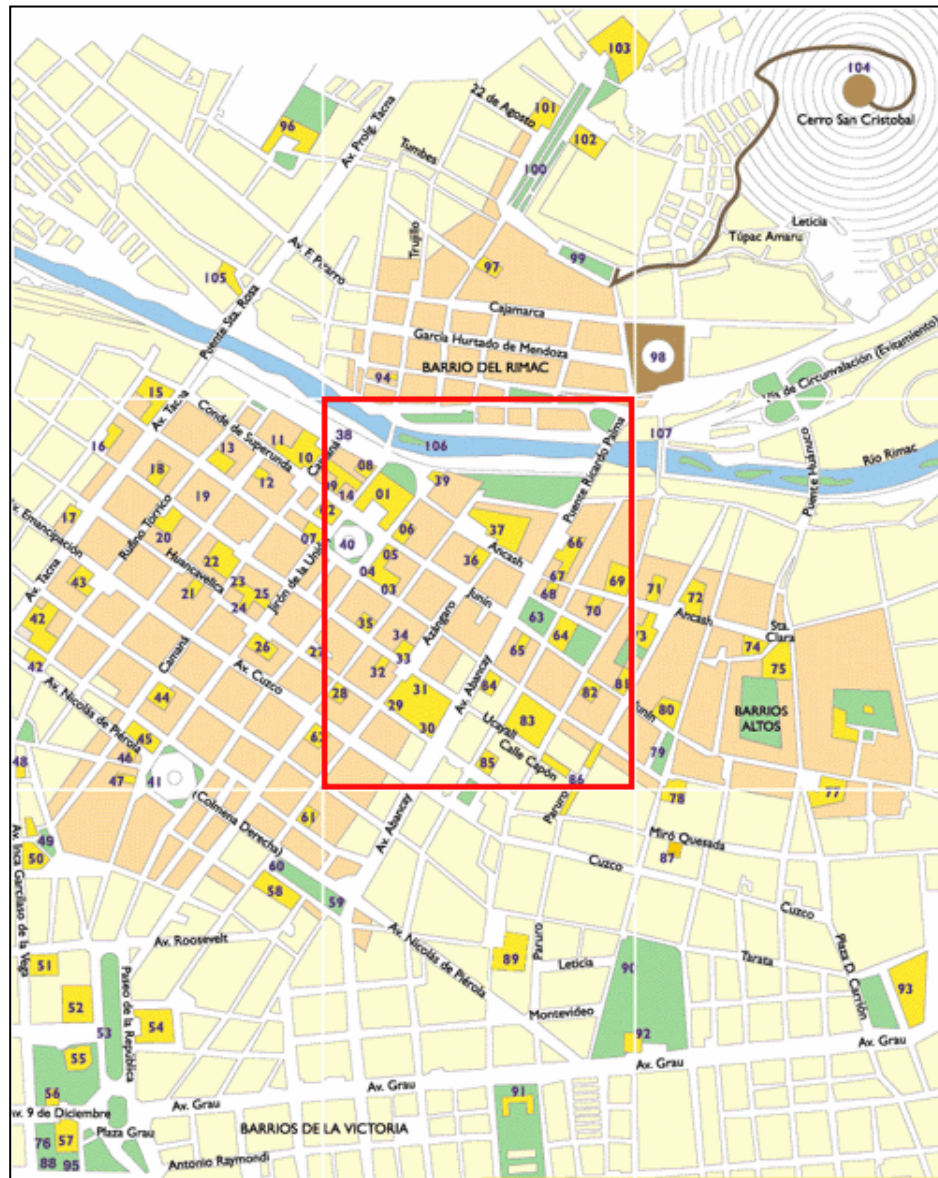 103
104
Cerro San Cristobal
22 de Agosto
101
102
96
Av. Prolg. Tacna
Tumbes
100
Leticia
Túpac Amaru
Trujillo
Av. F. Pizarro
99
97
105
Puente Sta. Rosa
Cajamarca
García Hurtado de Mendoza
98
BARRIO DEL RIMAC
94
Vía de Circunvalación (Evitamiento)
15
Av. Tacna
Conde de Superunda
16
13
11
10
Camaná
38
106
107
Puente Ricardo Palma
Puente Huanuco
Río Rimac
18
12
08
39
09
14
01
19
17
Rufino Torrico
20
02
07
40
06
37
Ancash
66
Av. Emancipación
22
Huancavelica
05
04
36
67
69
71
72
Av. Tacna
43
21
23
24
25
Jirón de la Unión
03
Junín
68
70
Ancash
42
35
Azángaro
63
64
73
Sta.
Clara
34
26
27
33
65
74
75
42
Camaná
Av. Cuzco
32
Av. Abancay
Av. Nicolás de Piérola
44
28
29
31
30
84
82
81
Junín
80
BARRIOS
ALTOS
45
62
Ucayali
83
Calle Capón
79
48
46
47
41
85
86
77
(Colmena Derecha)
Paruro
78
61
Av. Abancay
Miró Quesada
49
50
Av. Inca Garcilaso de la Vega
60
Cuzco
87
58
59
Cuzco
Av. Roosevelt
Av. Nicolás de Piérola
Paruro
51
89
Leticia
90
Tarata
Plaza D. Carrión
93
Paseo de la República
52
53
54
Montevideo
92
55
Av. Grau
Av. Grau
56
Av. Grau
91
Av. Grau
Av. 9 de Diciembre
76
57
Plaza Grau
BARRIOS DE LA VICTORIA
88
95
Antonio Raymondi